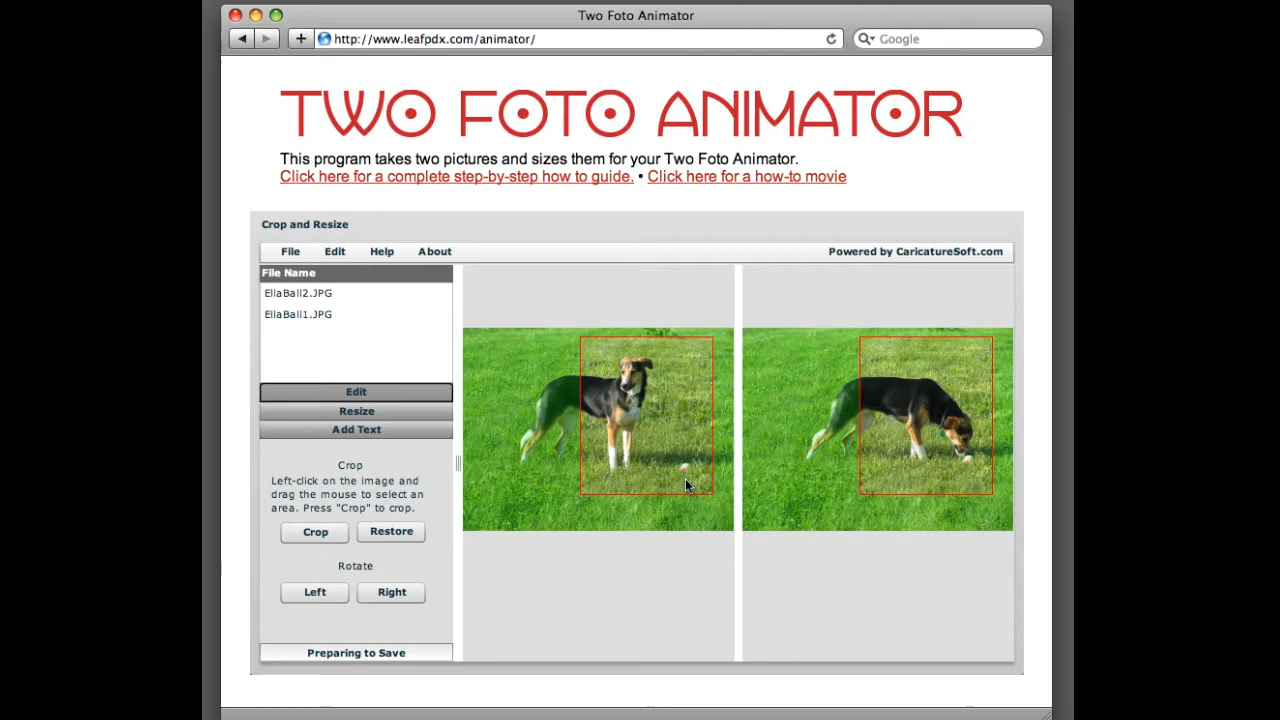 Two Foto Animator
http://www.leafpdx.com/animator/
Google
TWO FOTO ANIMATOR
This program takes two pictures and sizes them for your Two Foto Animator.
Click here for a complete step-by-step how to guide. • Click here for a how-to movie
Crop and Resize
File Edit Help About Powered by CaricatureSoft.com
File Name
EllaBall2.JPG
EllaBall1.JPG
Edit
Resize
Add Text
Crop
Left-click on the image and
drag the mouse to select an
area. Press "Crop" to crop.
Crop Restore
Rotate
Left Right
Preparing to Save